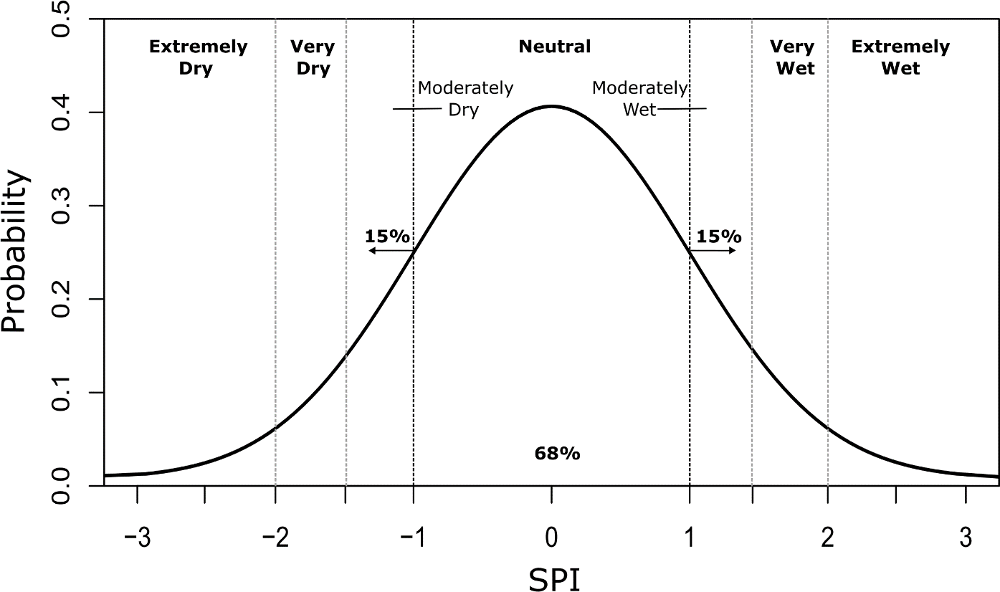 Extremely
Dry
Very
Dry
Neutral
Very
Wet
Extremely
Wet
Moderately
Dry
Moderately
Wet
15%
15%
68%
Probability
0.5
0.4
0.3
0.2
0.1
0.0
−3
−2
−1
0
1
2
3
SPI